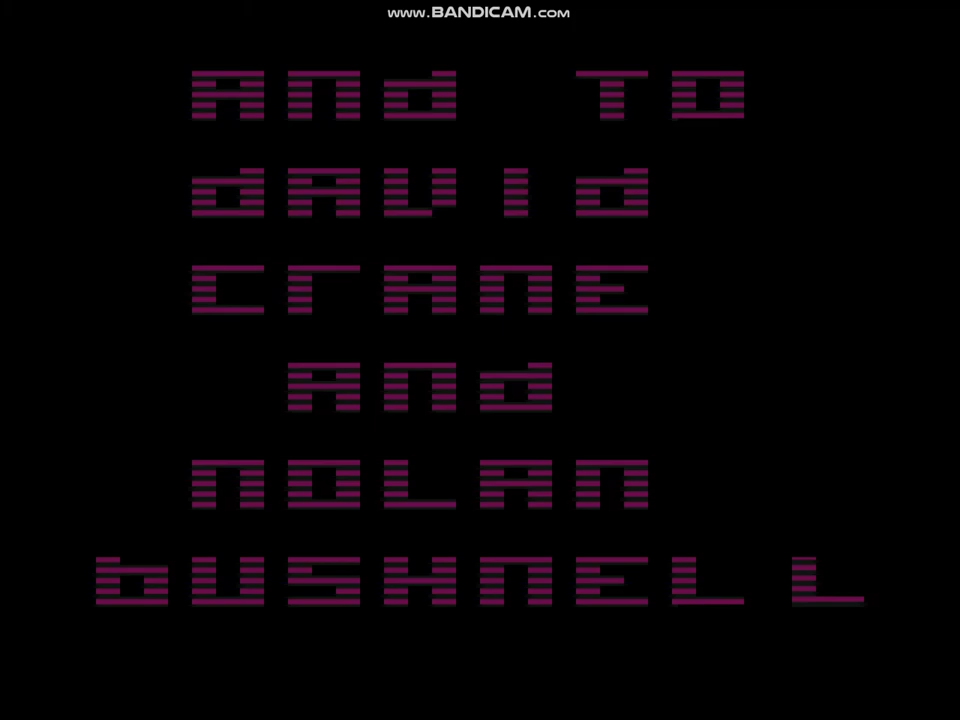 www.BANDICAM.com
And TO
dAVId
CrANE
And
NOLAN
bUSHNELL